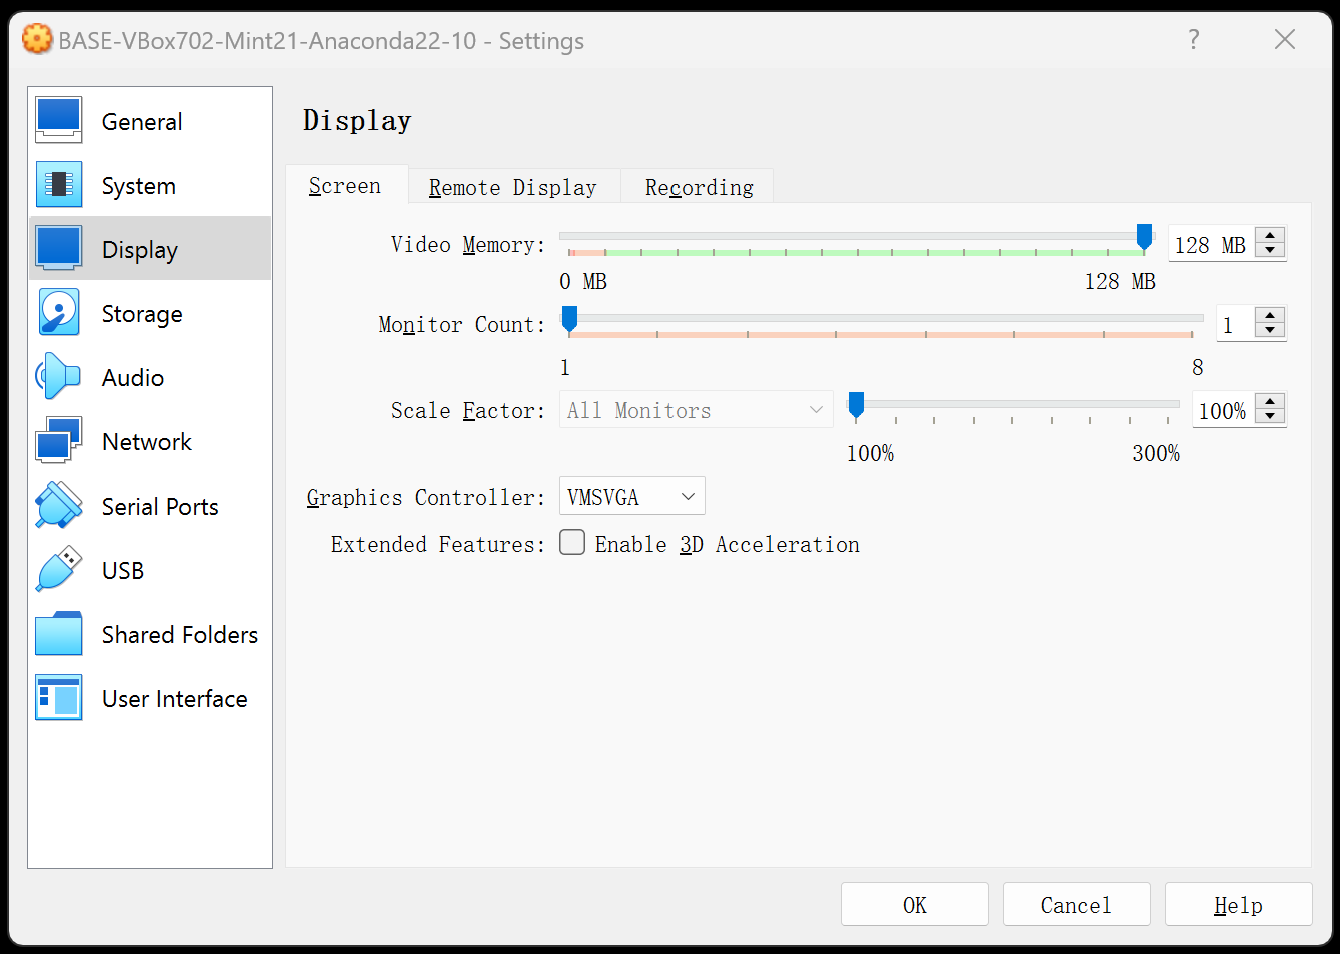 BASE-VBox702-Mint21-Anaconda22-10 - Settings ?
General
System
Display
Storage
Audio
Network
Serial Ports
USB
Shared Folders
User Interface
Display
Screen Remote Display Recording
Video Memory: 128 MB
0 MB 128 MB
Monitor Count: 1
1 8
Scale Factor: All Monitors 100%
100% 300%
Graphics Controller: VMSVGA
Extended Features: Enable 3D Acceleration
OK Cancel Help